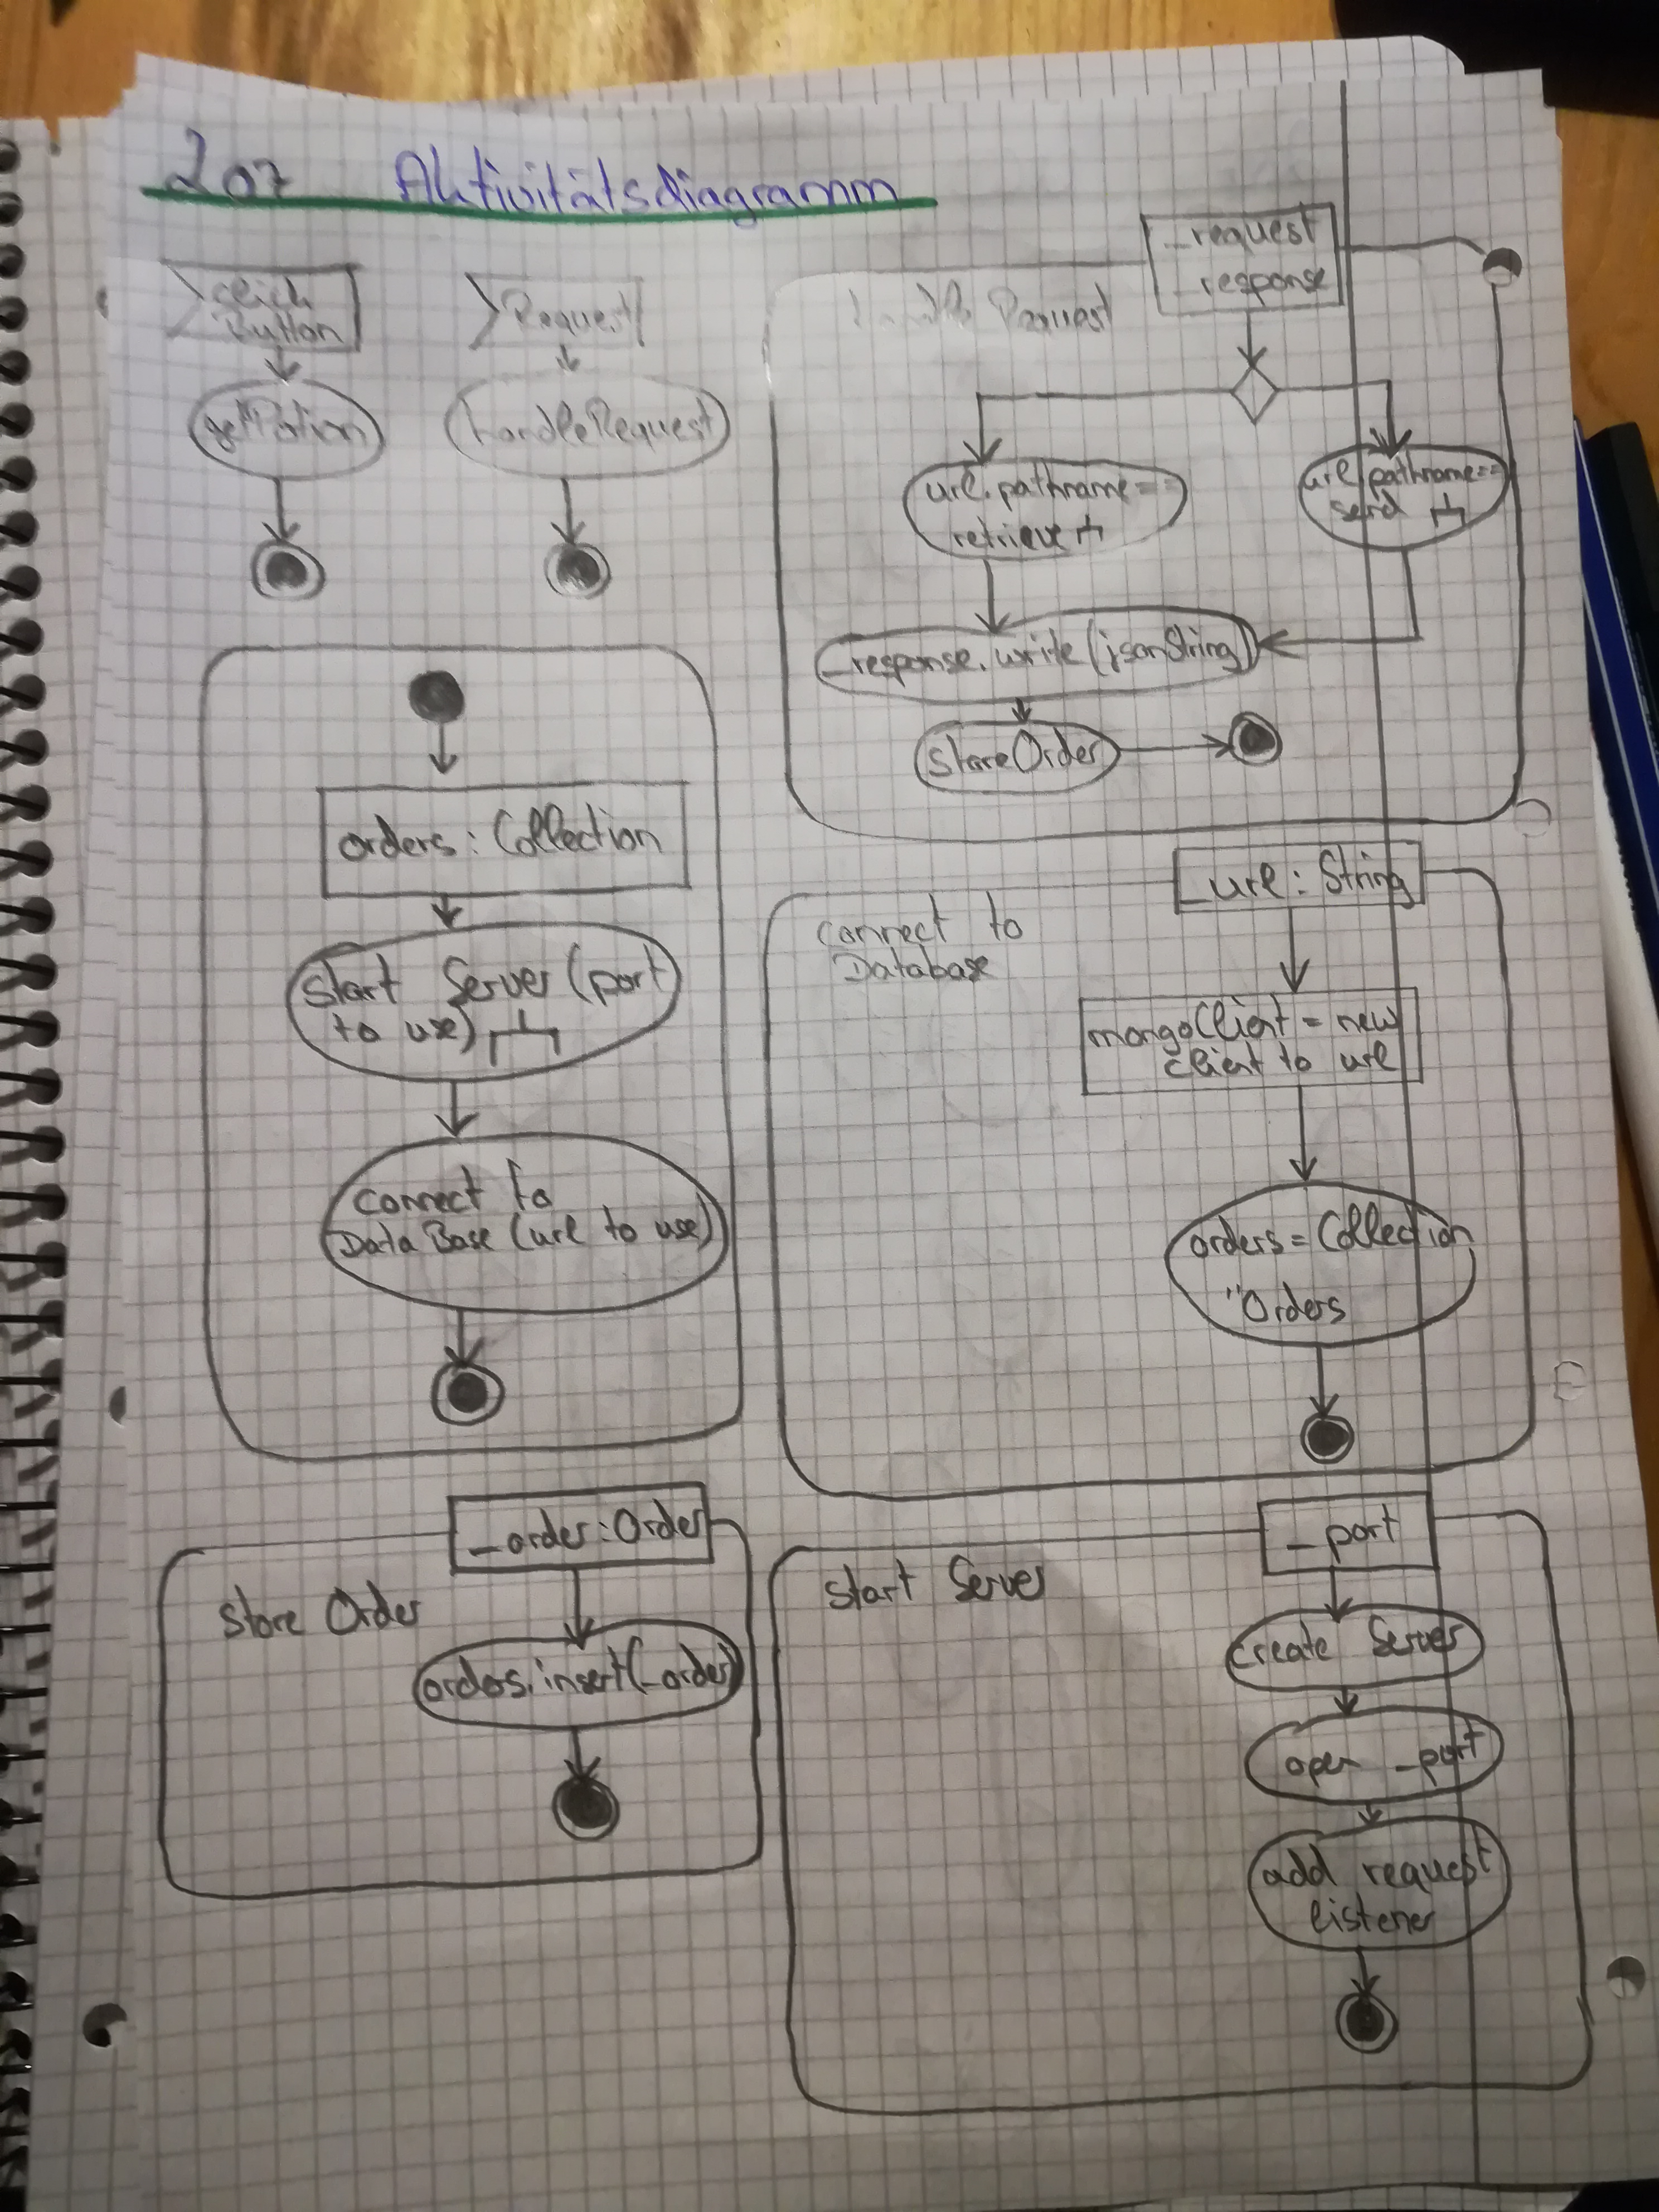 207 Aktivitätsdiagramm
click
Button
getPotion
Request
handleRequest
_request
_response
handle Request
url.pathname==
retrieve
url.pathname==
send
_response.write(jsonString)
StoreOrder
orders: Collection
Start Server (port
to use)
connect to
DataBase (url to use)
_url: String
connect to
Database
mongoClient = new
client to url
orders = Collection
"Orders
_order: Order
Store Order
orders.insert(_order)
_port
Start Server
create Server
open _port
add request
listener